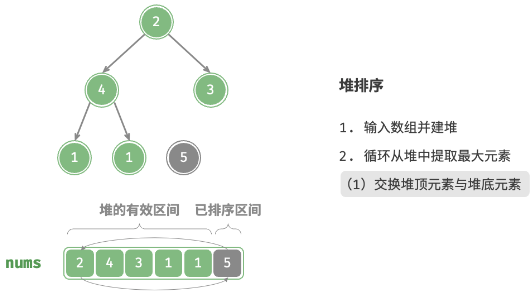 2
4
3
1
1
5
堆排序
1. 输入数组并建堆
2. 循环从堆中提取最大元素
（1）交换堆顶元素与堆底元素
堆的有效区间 已排序区间
nums 2 4 3 1 1 5